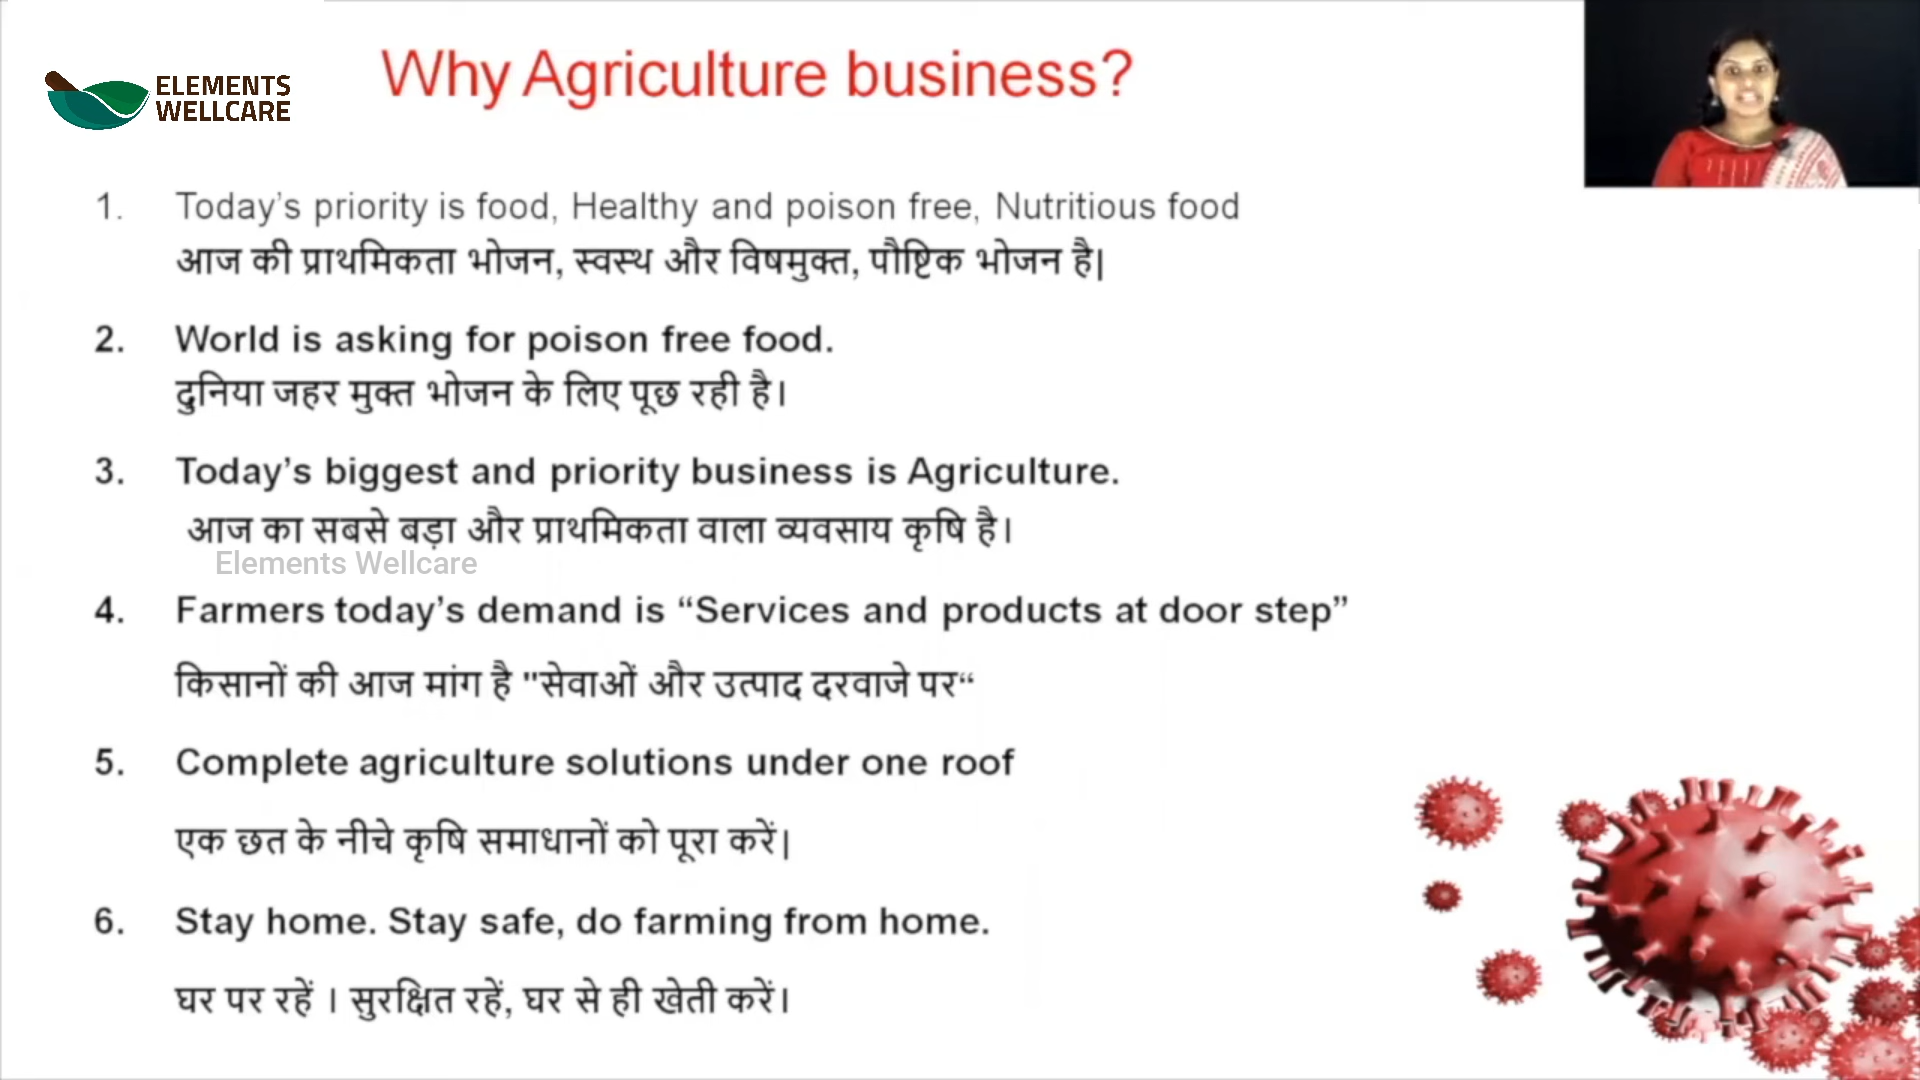 ELEMENTS
WELLCARE
Why Agriculture business?
1. Today's priority is food, Healthy and poison free, Nutritious food
आज की प्राथमिकता भोजन, स्वस्थ और विषमुक्त, पौष्टिक भोजन है|
2. World is asking for poison free food.
दुनिया जहर मुक्त भोजन के लिए पूछ रही है।
3. Today's biggest and priority business is Agriculture.
आज का सबसे बड़ा और प्राथमिकता वाला व्यवसाय कृषि है।
Elements Wellcare
4. Farmers today's demand is “Services and products at door step”
किसानों की आज मांग है "सेवाओं और उत्पाद दरवाजे पर“
5. Complete agriculture solutions under one roof
एक छत के नीचे कृषि समाधानों को पूरा करें|
6. Stay home. Stay safe, do farming from home.
घर पर रहें । सुरक्षित रहें, घर से ही खेती करें।